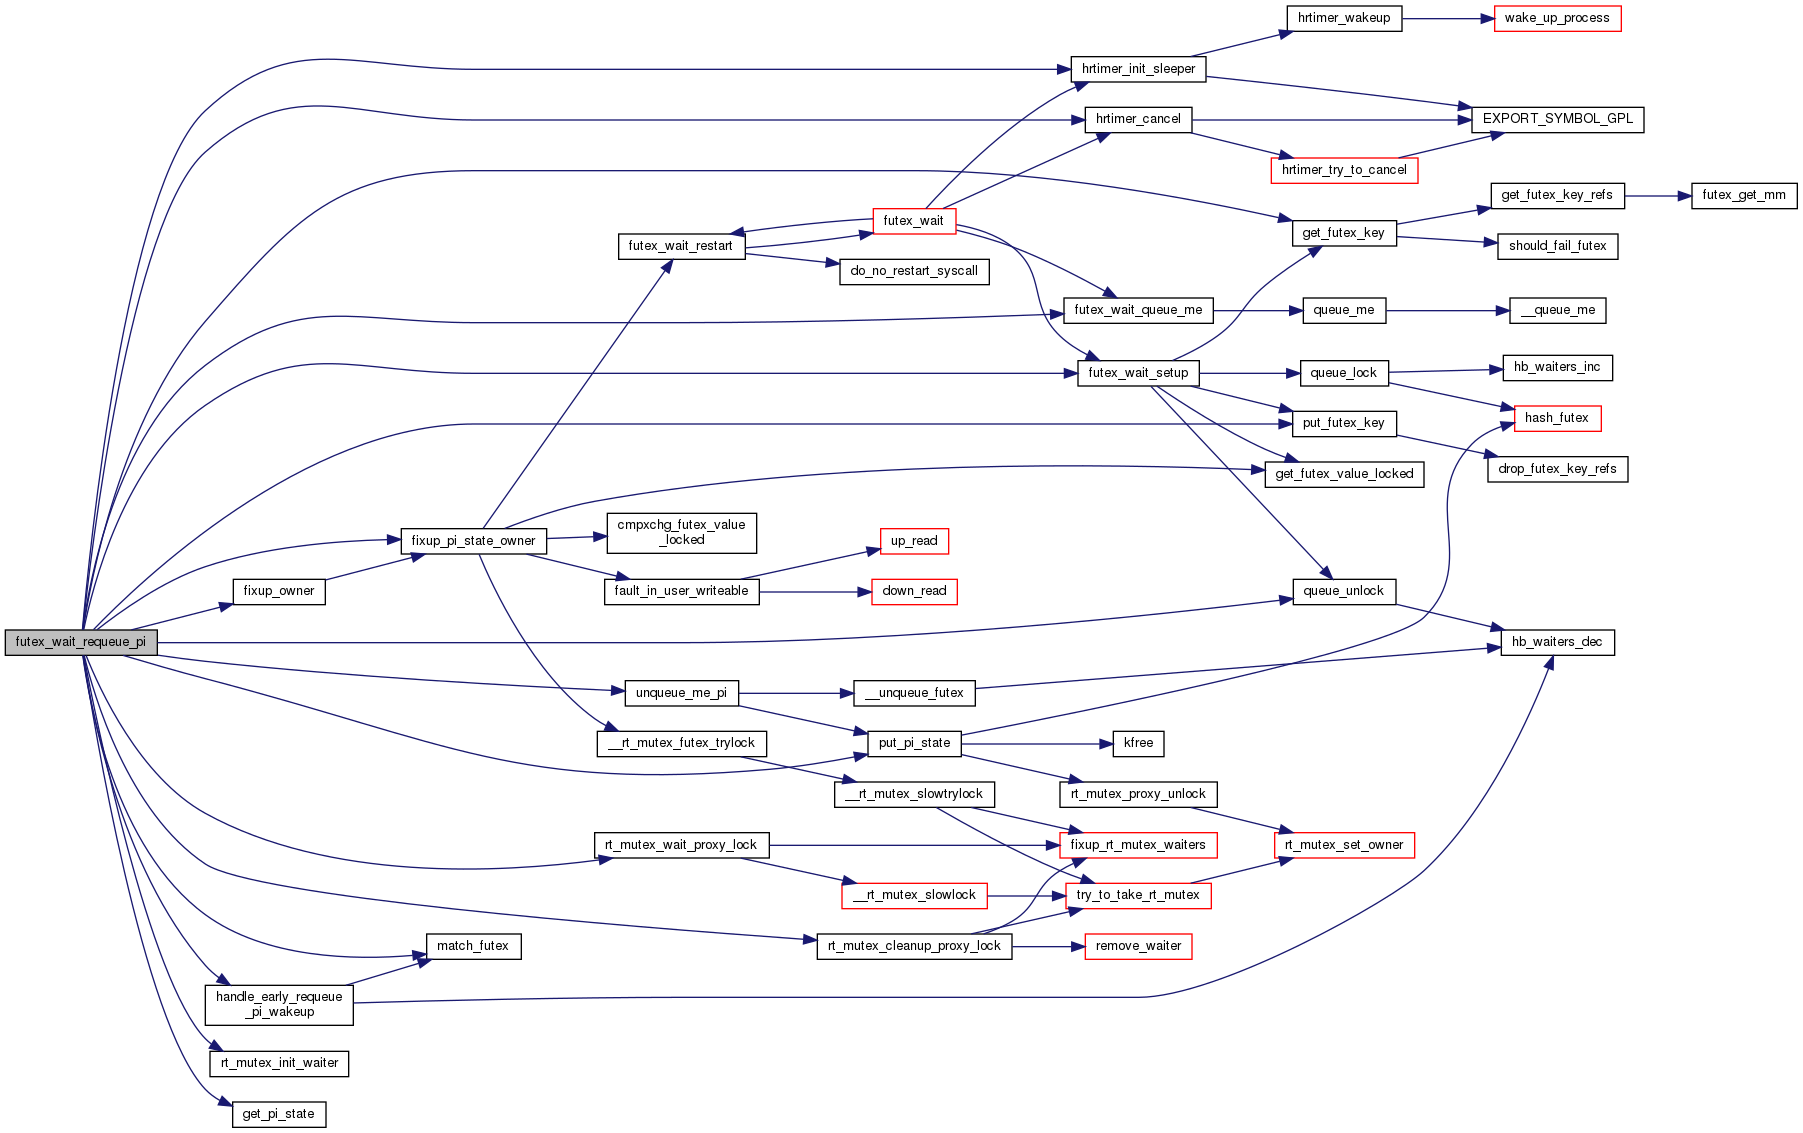 hrtimer_wakeup
wake_up_process
hrtimer_init_sleeper
hrtimer_cancel
EXPORT_SYMBOL_GPL
hrtimer_try_to_cancel
get_futex_key_refs
futex_get_mm
futex_wait
get_futex_key
should_fail_futex
futex_wait_restart
do_no_restart_syscall
futex_wait_queue_me
queue_me
__queue_me
futex_wait_setup
queue_lock
hb_waiters_inc
put_futex_key
hash_futex
get_futex_value_locked
drop_futex_key_refs
fixup_pi_state_owner
cmpxchg_futex_value
_locked
up_read
fixup_owner
fault_in_user_writeable
down_read
queue_unlock
futex_wait_requeue_pi
hb_waiters_dec
unqueue_me_pi
__unqueue_futex
__rt_mutex_futex_trylock
put_pi_state
kfree
__rt_mutex_slowtrylock
rt_mutex_proxy_unlock
rt_mutex_wait_proxy_lock
fixup_rt_mutex_waiters
rt_mutex_set_owner
__rt_mutex_slowlock
try_to_take_rt_mutex
match_futex
rt_mutex_cleanup_proxy_lock
remove_waiter
handle_early_requeue
_pi_wakeup
rt_mutex_init_waiter
get_pi_state